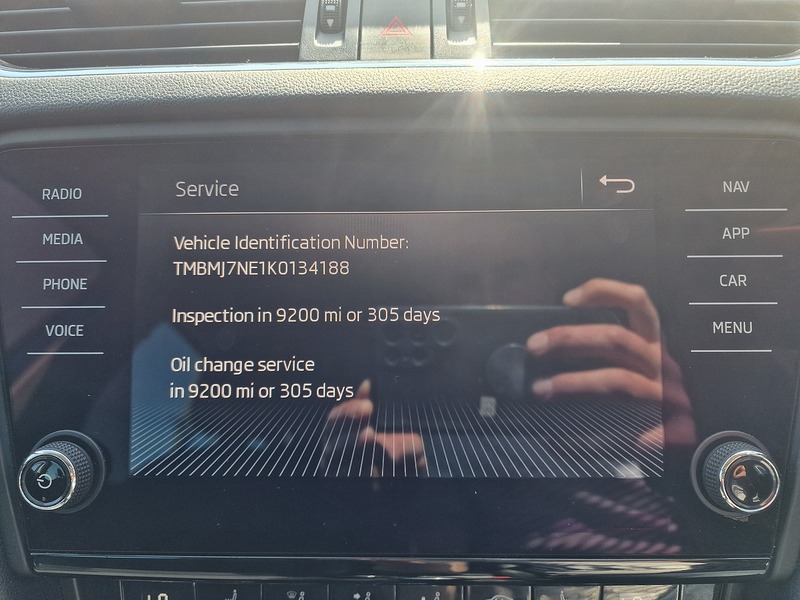 Service
Vehicle Identification Number:
TMBMJ7NE1K0134188
Inspection in 9200 mi or 305 days
Oil change service
in 9200 mi or 305 days
RADIO
MEDIA
PHONE
VOICE
NAV
APP
CAR
MENU